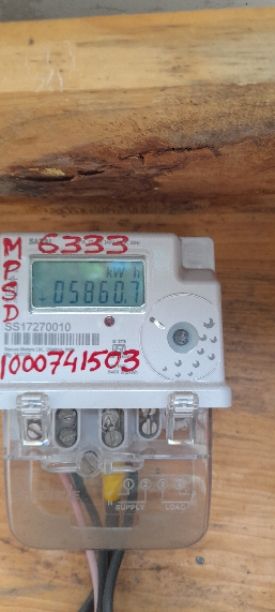 6333
MPSD
kWh
05860.7
SS17270010
1000741503
SUPPLY LOAD